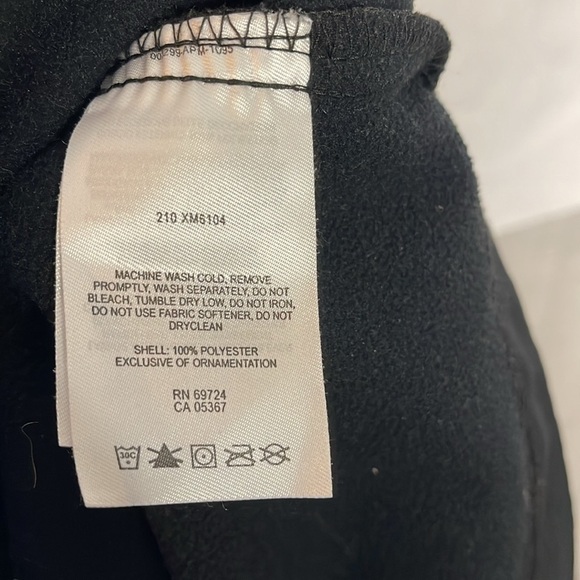 210 XM6104
MACHINE WASH COLD, REMOVE
PROMPTLY, WASH SEPARATELY, DO NOT
BLEACH, TUMBLE DRY LOW, DO NOT IRON,
DO NOT USE FABRIC SOFTENER, DO NOT
DRYCLEAN
SHELL: 100% POLYESTER
EXCLUSIVE OF ORNAMENTATION
RN 69724
CA 05367
30C